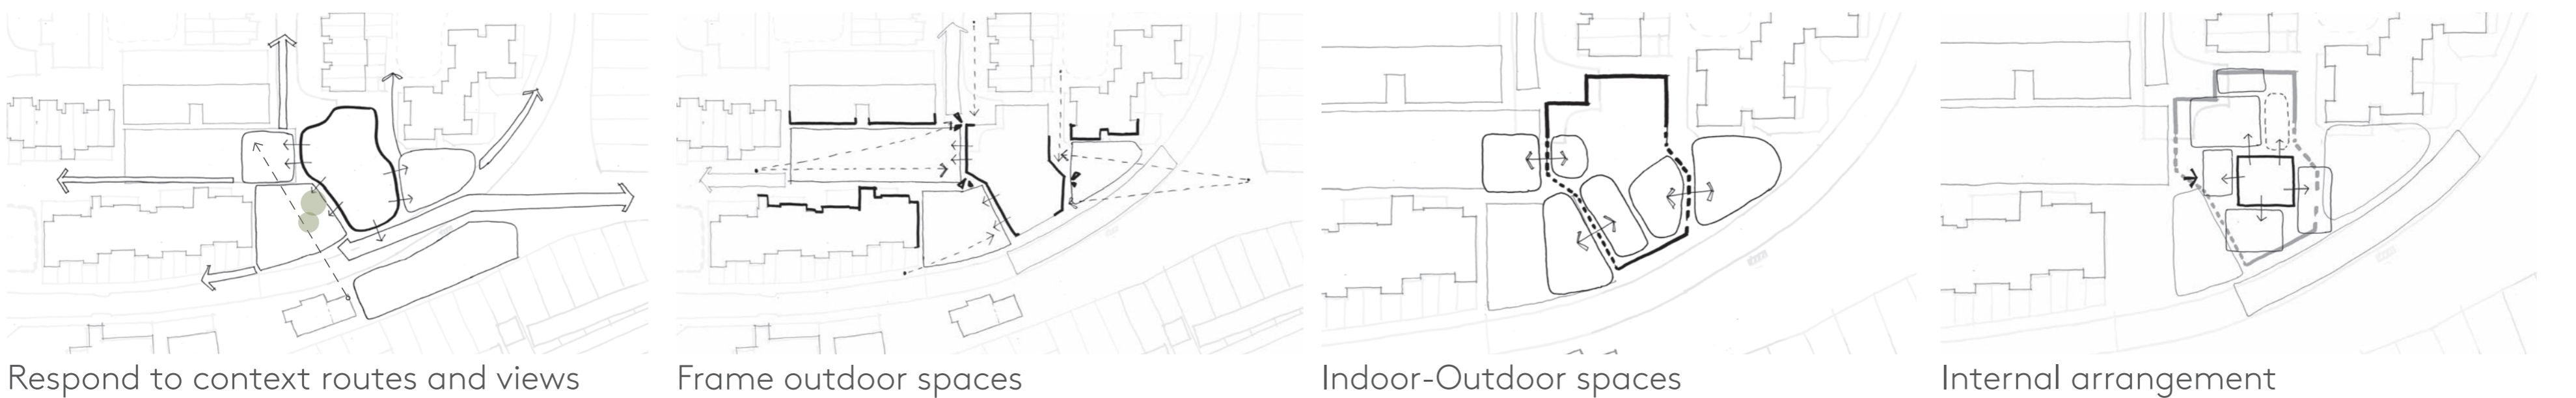 Respond to context routes and views
Frame outdoor spaces
Indoor-Outdoor spaces
Internal arrangement